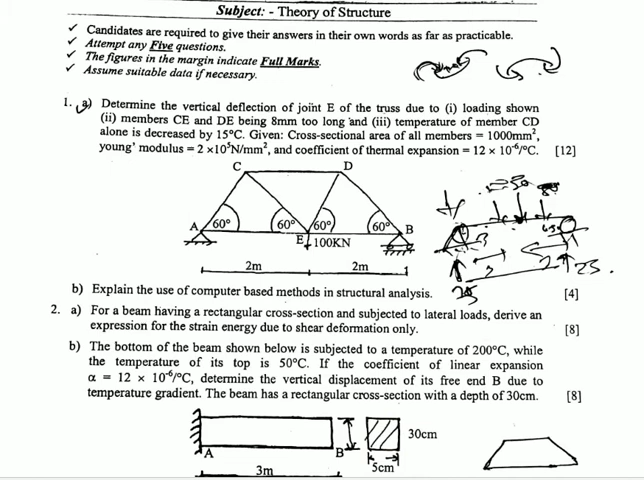 Subject: - Theory of Structure
✓ Candidates are required to give their answers in their own words as far as practicable.
✓ Attempt any Five questions.
✓ The figures in the margin indicate Full Marks.
✓ Assume suitable data if necessary.
1. a) Determine the vertical deflection of joint E of the truss due to (i) loading shown
(ii) members CE and DE being 8mm too long and (iii) temperature of member CD
alone is decreased by 15°C. Given: Cross-sectional area of all members = 1000mm²,
young' modulus = 2 ×10⁵N/mm², and coefficient of thermal expansion = 12 × 10⁻⁶/°C. [12]
C D
A 60° 60° 60° 60° B
E 100KN
2m 2m
b) Explain the use of computer based methods in structural analysis. [4]
2. a) For a beam having a rectangular cross-section and subjected to lateral loads, derive an
expression for the strain energy due to shear deformation only. [8]
b) The bottom of the beam shown below is subjected to a temperature of 200°C, while
the temperature of its top is 50°C. If the coefficient of linear expansion
α = 12 × 10⁻⁶/°C, determine the vertical displacement of its free end B due to
temperature gradient. The beam has a rectangular cross-section with a depth of 30cm. [8]
30cm
A B
5cm
3m